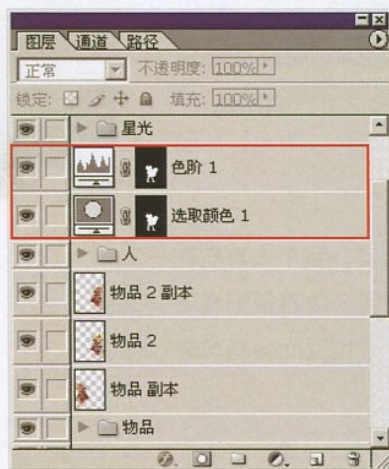 图层 通道 路径
正常 不透明度: 100%
锁定: 填充: 100%
星光
色阶 1
选取颜色 1
人
物品 2 副本
物品 2
物品 副本
物品